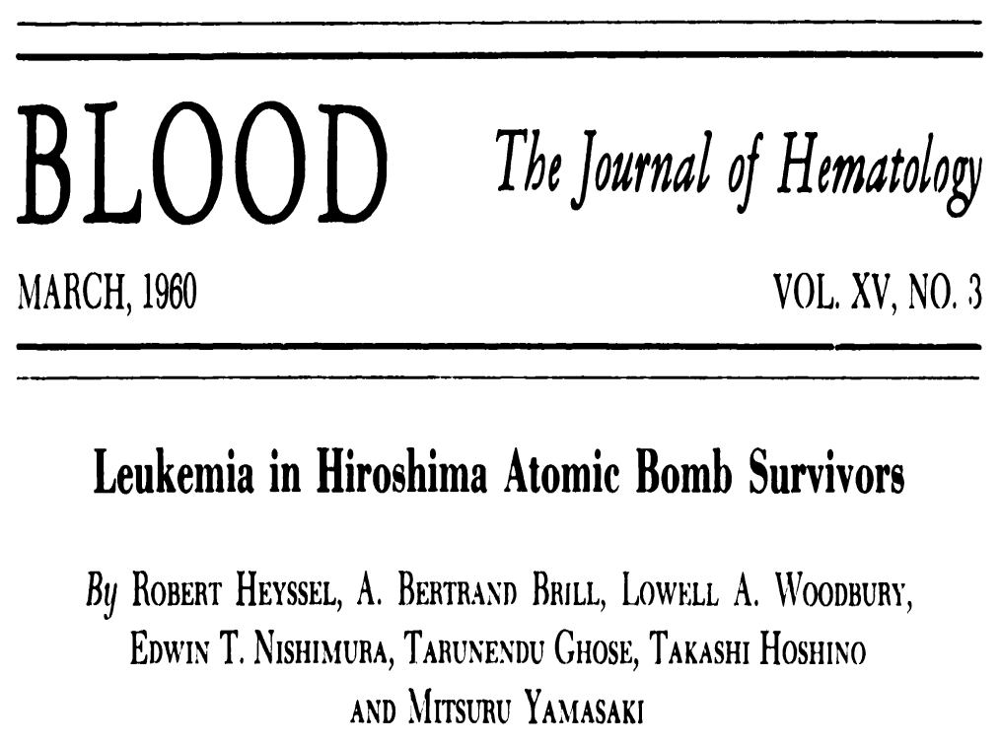 BLOOD The Journal of Hematology
MARCH, 1960 VOL. XV, NO. 3
Leukemia in Hiroshima Atomic Bomb Survivors
By ROBERT HEYSSEL, A. BERTRAND BRILL, LOWELL A. WOODBURY,
EDWIN T. NISHIMURA, TARUNENDU GHOSE, TAKASHI HOSHINO
AND MITSURU YAMASAKI